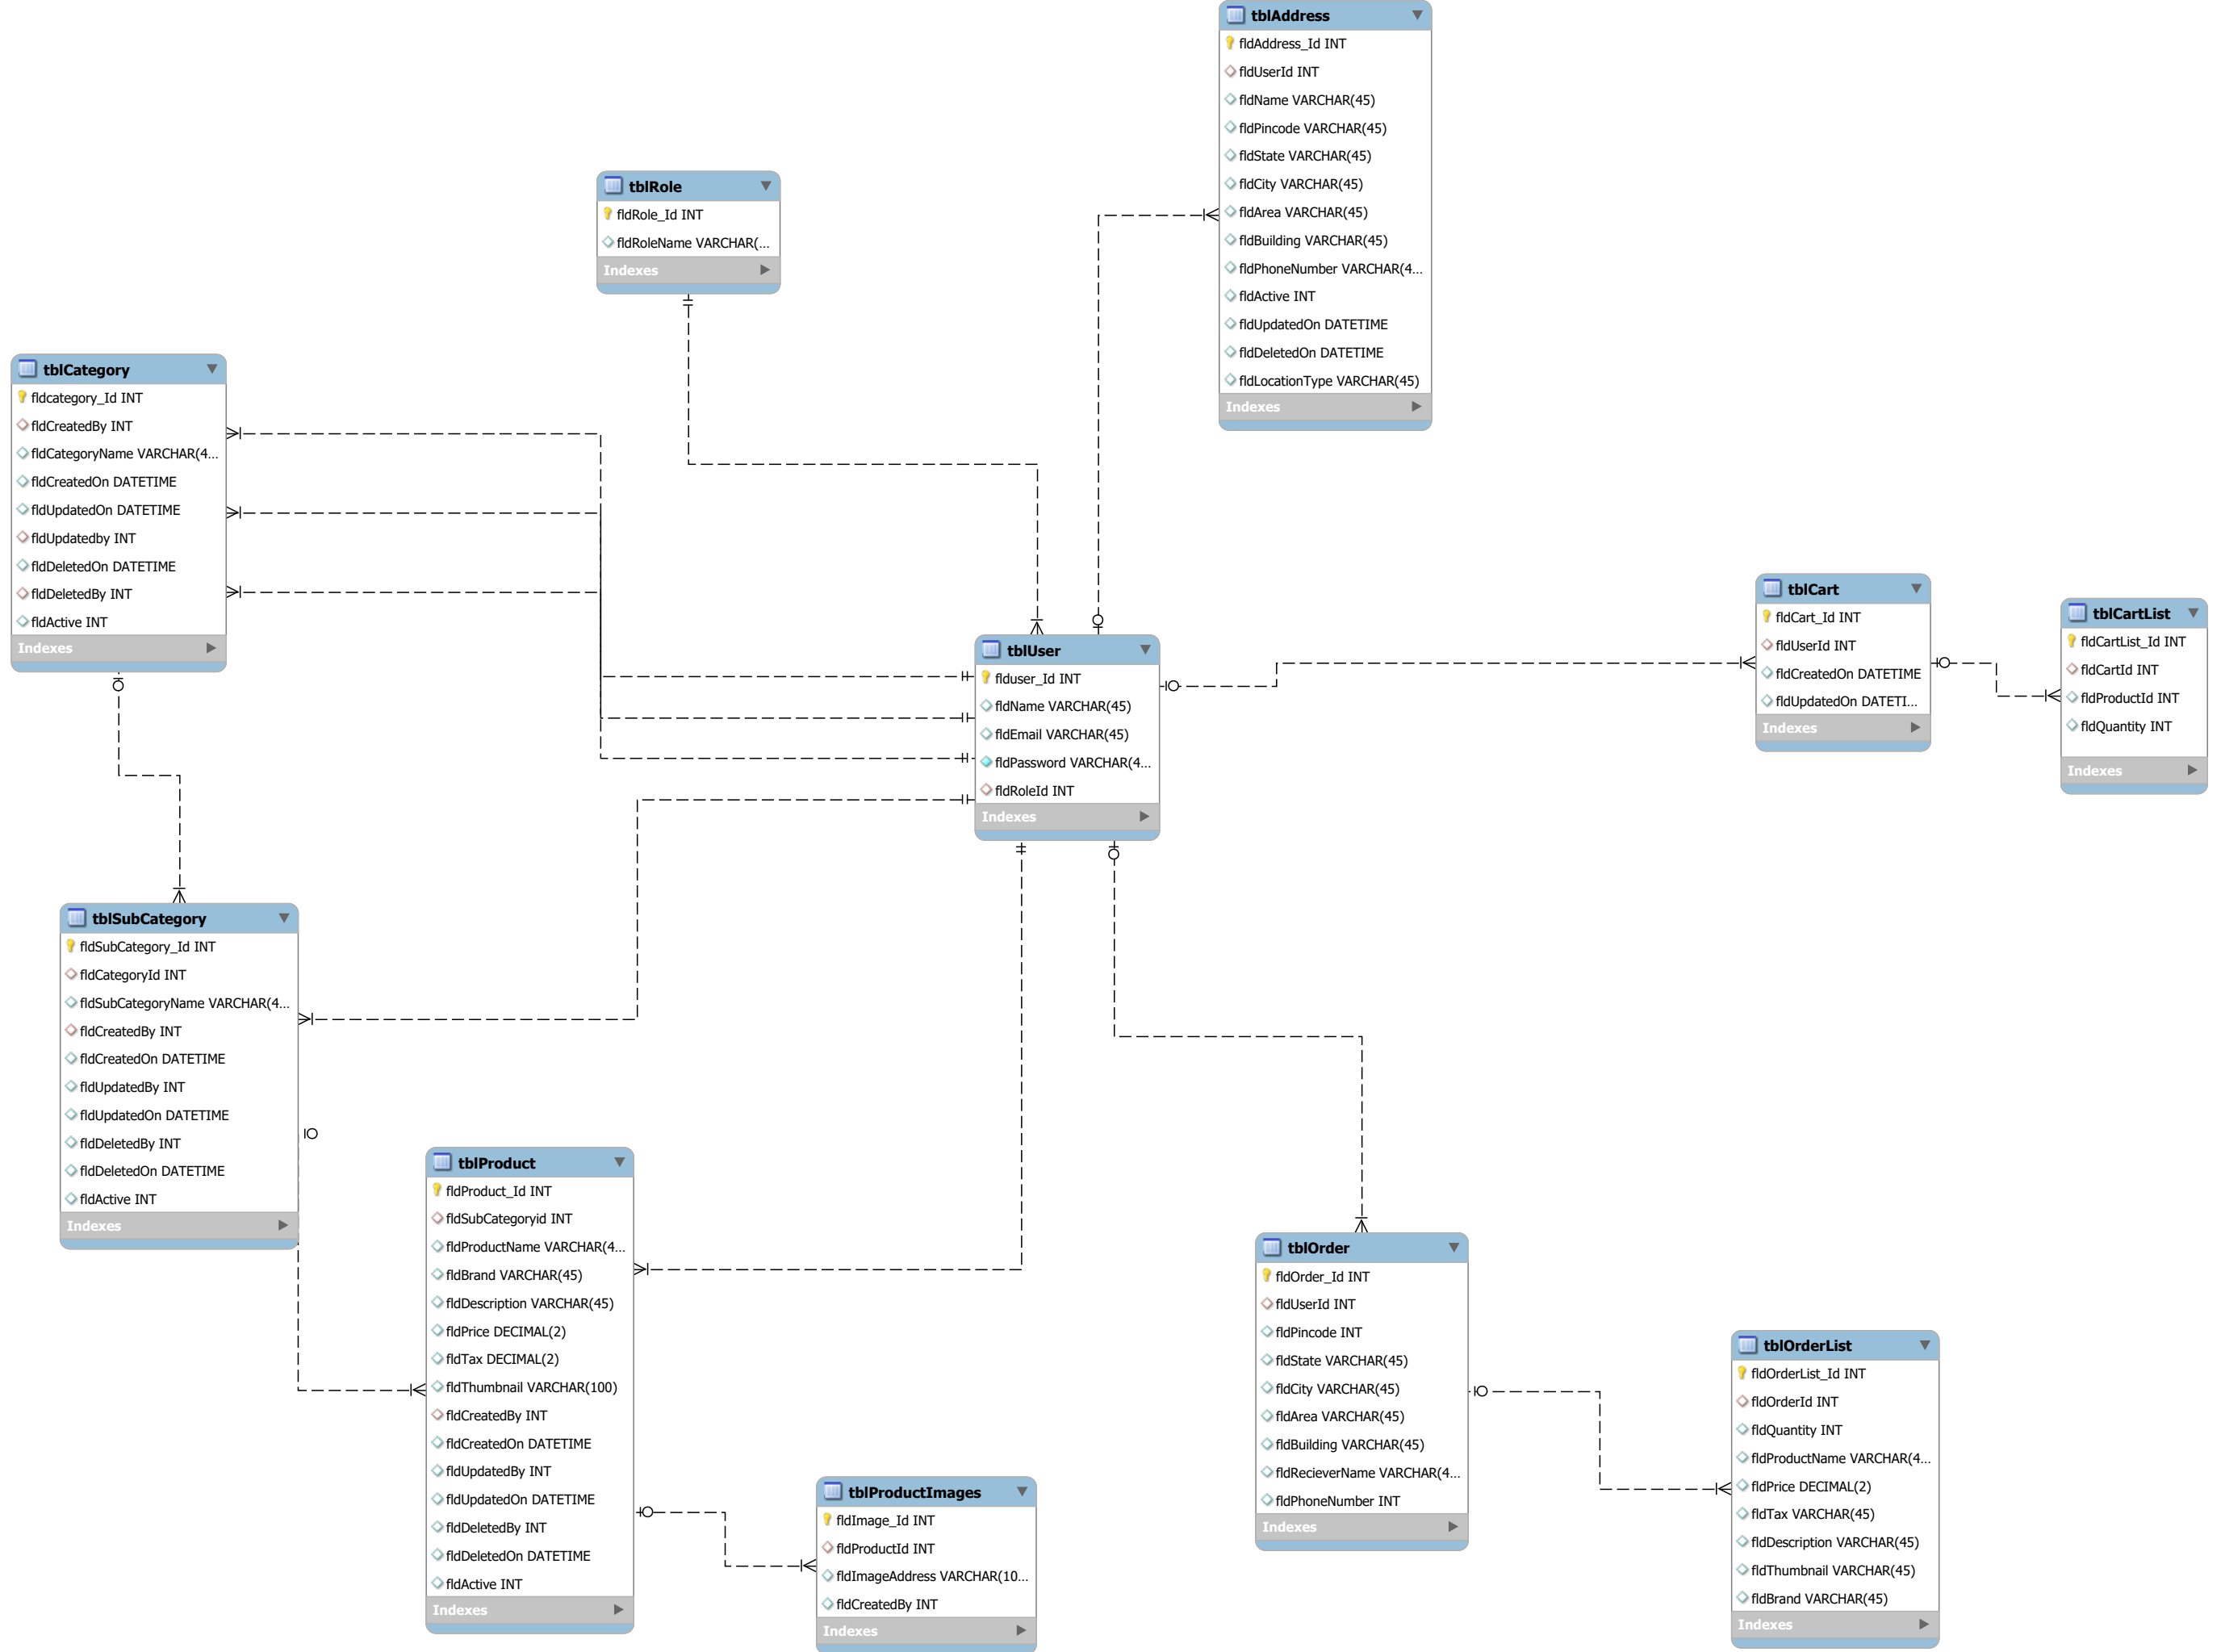 tblAddress
fldAddress_Id INT
fldUserId INT
fldName VARCHAR(45)
fldPincode VARCHAR(45)
fldState VARCHAR(45)
fldCity VARCHAR(45)
fldArea VARCHAR(45)
fldBuilding VARCHAR(45)
fldPhoneNumber VARCHAR(4...
fldActive INT
fldUpdatedOn DATETIME
fldDeletedOn DATETIME
fldLocationType VARCHAR(45)
Indexes
tblRole
fldRole_Id INT
fldRoleName VARCHAR(...
Indexes
tblCategory
fldcategory_Id INT
fldCreatedBy INT
fldCategoryName VARCHAR(4...
fldCreatedOn DATETIME
fldUpdatedOn DATETIME
fldUpdatedby INT
fldDeletedOn DATETIME
fldDeletedBy INT
fldActive INT
Indexes
tblUser
flduser_Id INT
fldName VARCHAR(45)
fldEmail VARCHAR(45)
fldPassword VARCHAR(4...
fldRoleId INT
Indexes
tblCart
fldCart_Id INT
fldUserId INT
fldCreatedOn DATETIME
fldUpdatedOn DATETI...
Indexes
tblCartList
fldCartList_Id INT
fldCartId INT
fldProductId INT
fldQuantity INT
Indexes
tblSubCategory
fldSubCategory_Id INT
fldCategoryId INT
fldSubCategoryName VARCHAR(4...
fldCreatedBy INT
fldCreatedOn DATETIME
fldUpdatedBy INT
fldUpdatedOn DATETIME
fldDeletedBy INT
fldDeletedOn DATETIME
fldActive INT
Indexes
tblProduct
fldProduct_Id INT
fldSubCategoryid INT
fldProductName VARCHAR(4...
fldBrand VARCHAR(45)
fldDescription VARCHAR(45)
fldPrice DECIMAL(2)
fldTax DECIMAL(2)
fldThumbnail VARCHAR(100)
fldCreatedBy INT
fldCreatedOn DATETIME
fldUpdatedBy INT
fldUpdatedOn DATETIME
fldDeletedBy INT
fldDeletedOn DATETIME
fldActive INT
Indexes
tblProductImages
fldImage_Id INT
fldProductId INT
fldImageAddress VARCHAR(10...
fldCreatedBy INT
Indexes
tblOrder
fldOrder_Id INT
fldUserId INT
fldPincode INT
fldState VARCHAR(45)
fldCity VARCHAR(45)
fldArea VARCHAR(45)
fldBuilding VARCHAR(45)
fldRecieverName VARCHAR(4...
fldPhoneNumber INT
Indexes
tblOrderList
fldOrderList_Id INT
fldOrderId INT
fldQuantity INT
fldProductName VARCHAR(4...
fldPrice DECIMAL(2)
fldTax VARCHAR(45)
fldDescription VARCHAR(45)
fldThumbnail VARCHAR(45)
fldBrand VARCHAR(45)
Indexes